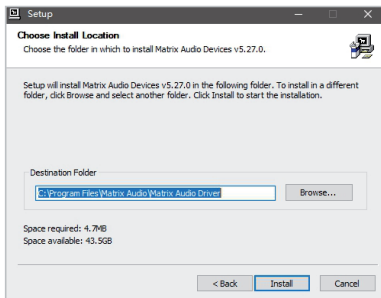 Setup
Choose Install Location
Choose the folder in which to install Matrix Audio Devices v5.27.0.
Setup will install Matrix Audio Devices v5.27.0 in the following folder. To install in a different
folder, click Browse and select another folder. Click Install to start the installation.
Destination Folder
C:\Program Files\Matrix Audio\Matrix Audio Driver
Browse...
Space required: 4.7MB
Space available: 43.5GB
< Back Install Cancel